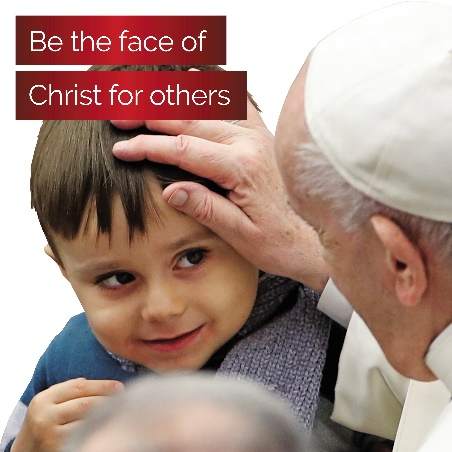 Be the face of
Christ for others